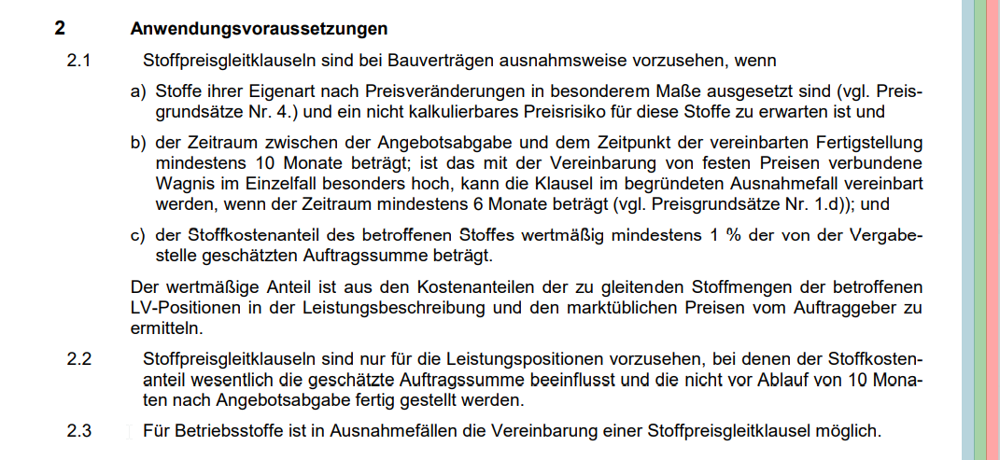 2 Anwendungsvoraussetzungen
2.1 Stoffpreisgleitklauseln sind bei Bauverträgen ausnahmsweise vorzusehen, wenn
a) Stoffe ihrer Eigenart nach Preisveränderungen in besonderem Maße ausgesetzt sind (vgl. Preis-
grundsätze Nr. 4.) und ein nicht kalkulierbares Preisrisiko für diese Stoffe zu erwarten ist und
b) der Zeitraum zwischen der Angebotsabgabe und dem Zeitpunkt der vereinbarten Fertigstellung
mindestens 10 Monate beträgt; ist das mit der Vereinbarung von festen Preisen verbundene
Wagnis im Einzelfall besonders hoch, kann die Klausel im begründeten Ausnahmefall vereinbart
werden, wenn der Zeitraum mindestens 6 Monate beträgt (vgl. Preisgrundsätze Nr. 1.d)); und
c) der Stoffkostenanteil des betroffenen Stoffes wertmäßig mindestens 1 % der von der Vergabe-
stelle geschätzten Auftragssumme beträgt.
Der wertmäßige Anteil ist aus den Kostenanteilen der zu gleitenden Stoffmengen der betroffenen
LV-Positionen in der Leistungsbeschreibung und den marktüblichen Preisen vom Auftraggeber zu
ermitteln.
2.2 Stoffpreisgleitklauseln sind nur für die Leistungspositionen vorzusehen, bei denen der Stoffkosten-
anteil wesentlich die geschätzte Auftragssumme beeinflusst und die nicht vor Ablauf von 10 Mona-
ten nach Angebotsabgabe fertig gestellt werden.
2.3 Für Betriebsstoffe ist in Ausnahmefällen die Vereinbarung einer Stoffpreisgleitklausel möglich.